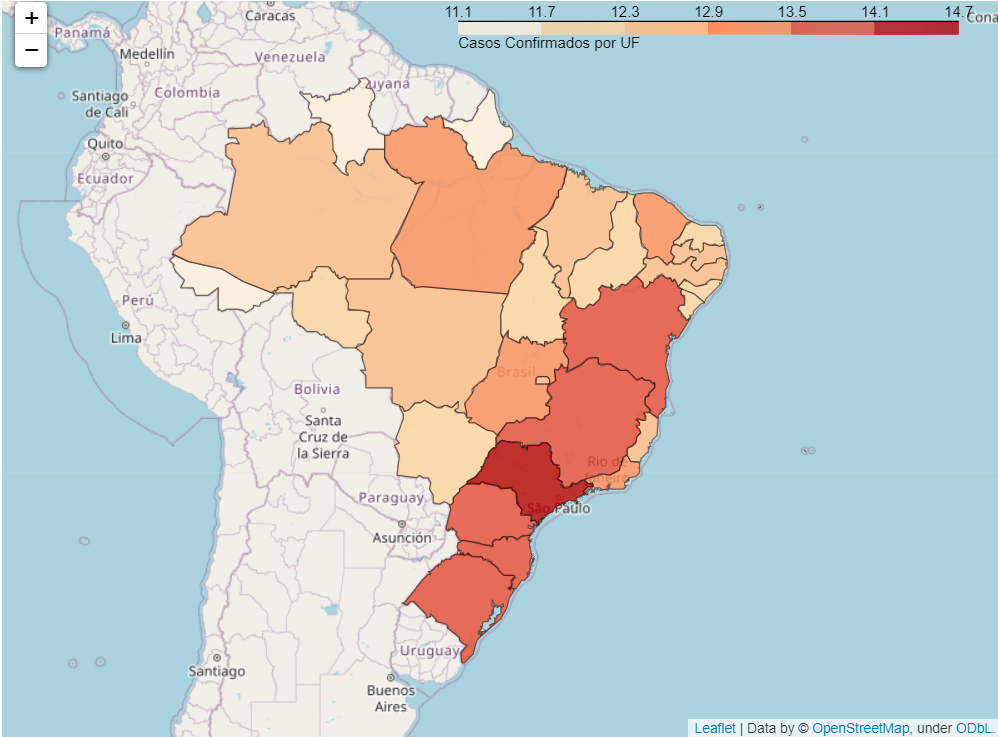 +
−
11.1 11.7 12.3 12.9 13.5 14.1 14.7
Casos Confirmados por UF
Caracas
Panamá
Medellín
Venezuela
uyana
Colombia
Santiago
de Cali
Quito
Ecuador
Perú
Lima
Brasil
Bolivia
Santa
Cruz de
la Sierra
Rio de
Janeiro
São Paulo
Paraguay
Asunción
Uruguay
Santiago
Buenos
Aires
Leaflet | Data by © OpenStreetMap, under ODbL.